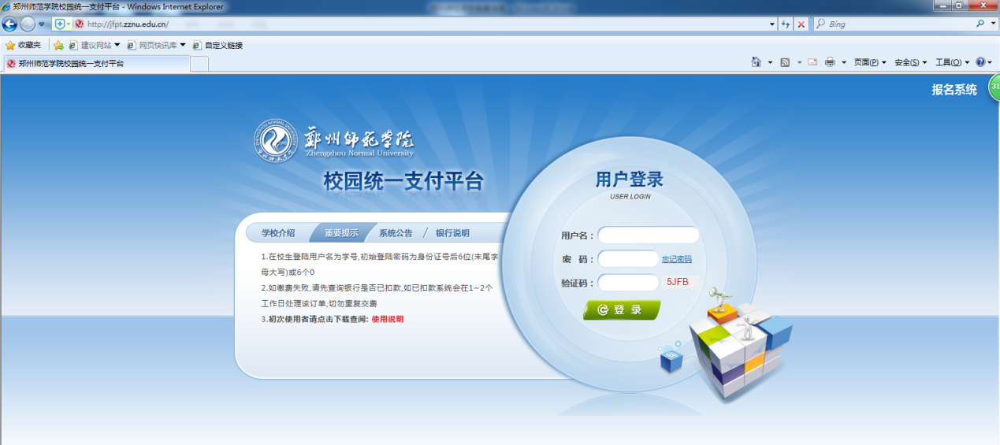 郑州师范学院校园统一支付平台 - Windows Internet Explorer
http://jfpt.zznu.edu.cn/
Bing
收藏夹 建议网站 网页快讯库 自定义链接
郑州师范学院校园统一支付平台
页面(P) 安全(S) 工具(O)
报名系统
31
郑州师范学院
Zhengzhou Normal University
校园统一支付平台
用户登录
USER LOGIN
学校介绍 重要提示 系统公告 / 银行说明
1.在校生登陆用户名为学号,初始登陆密码为身份证号后6位(末尾字
母大写)或6个0
2.如缴费失败,请先查询银行是否已扣款,如已扣款系统会在1~2个
工作日处理该订单,切勿重复交费
3.初次使用者请点击下载查阅: 使用说明
用户名：
密 码： 忘记密码
验证码： 5JFB
登 录